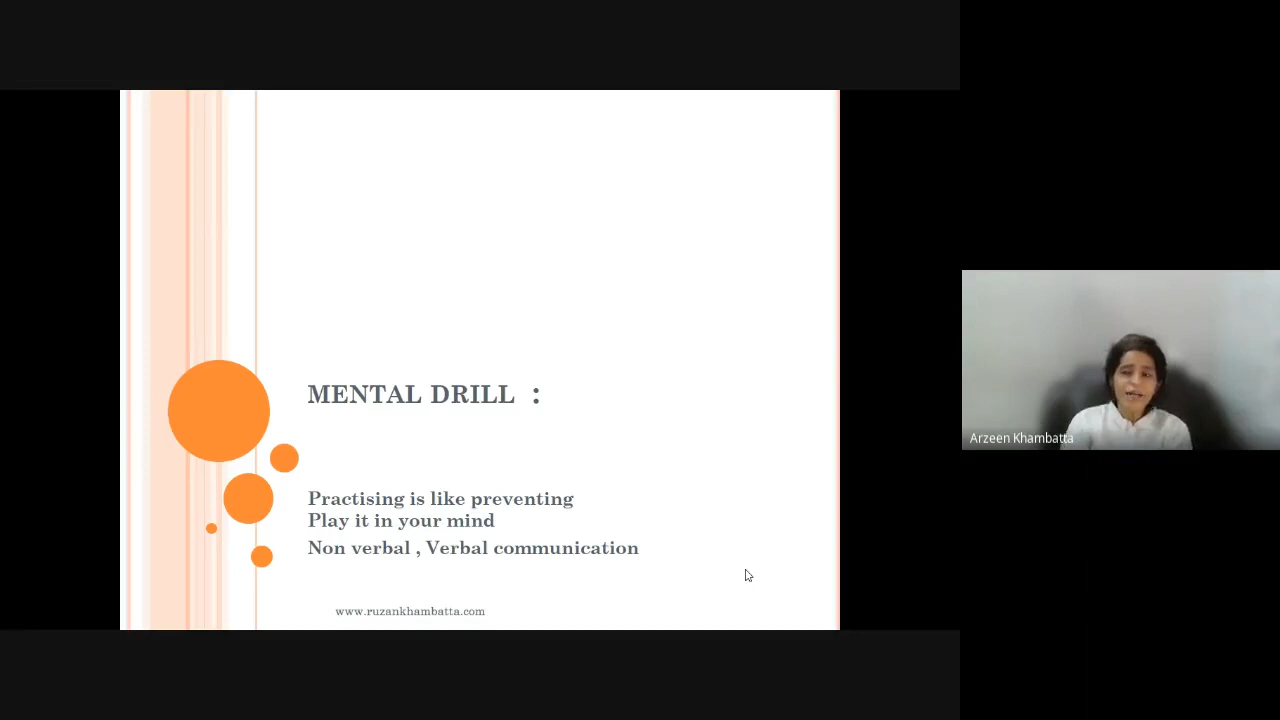 MENTAL DRILL :
Practising is like preventing
Play it in your mind
Non verbal , Verbal communication
www.ruzankhambatta.com
Arzeen Khambatta